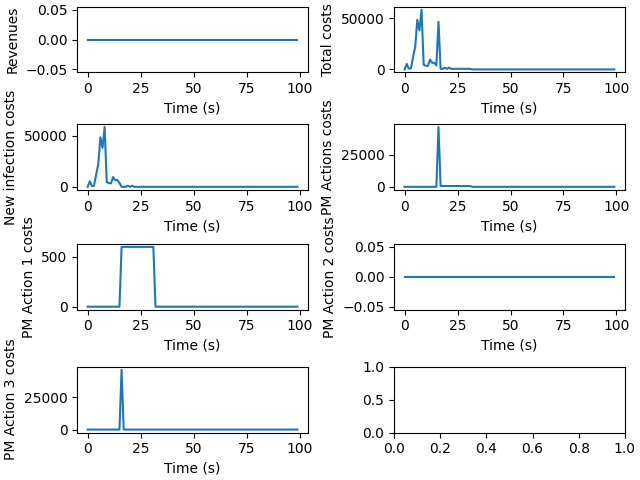 Revenues
0.05
0.00
−0.05
0 25 50 75 100
Time (s)
Total costs
50000
0
0 25 50 75 100
Time (s)
New infection costs
50000
0
0 25 50 75 100
Time (s)
PM Actions costs
25000
0
0 25 50 75 100
Time (s)
PM Action 1 costs
500
0
0 25 50 75 100
Time (s)
PM Action 2 costs
0.05
0.00
−0.05
0 25 50 75 100
Time (s)
PM Action 3 costs
25000
0
0 25 50 75 100
Time (s)
1.0
0.5
0.0
0.0 0.2 0.4 0.6 0.8 1.0